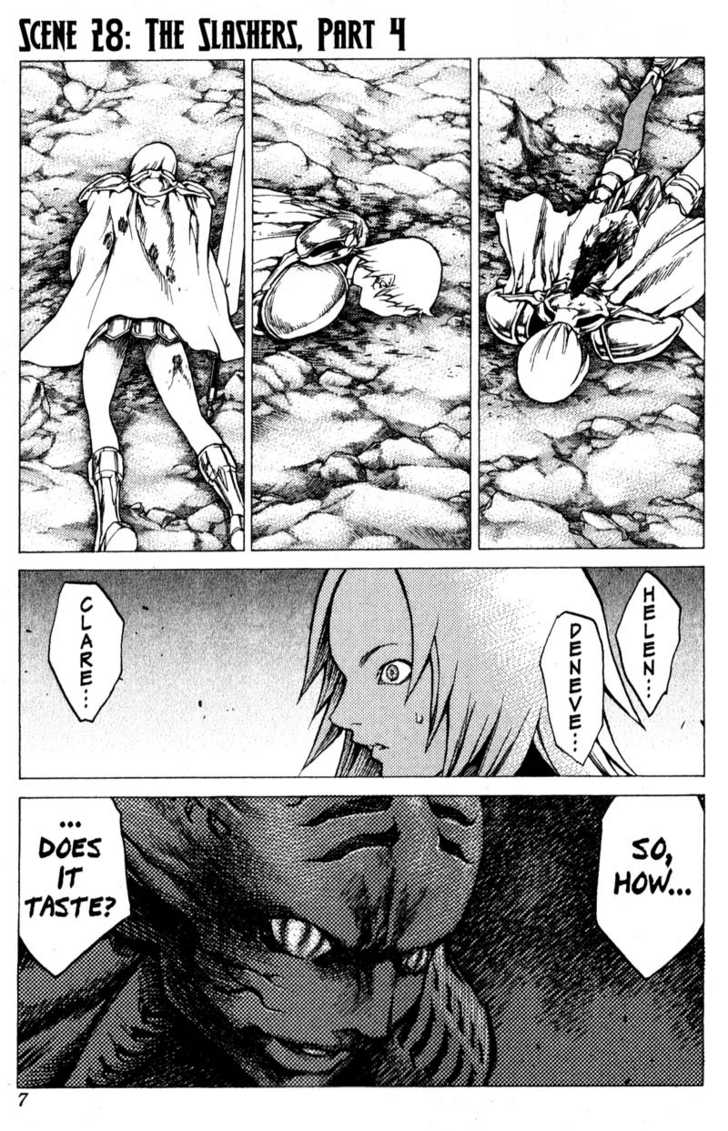 SCENE 28: THE SLASHERS, PART 4
HELEN...
DENEVE...
CLARE...
SO,
HOW...
...
DOES
IT
TASTE?
7